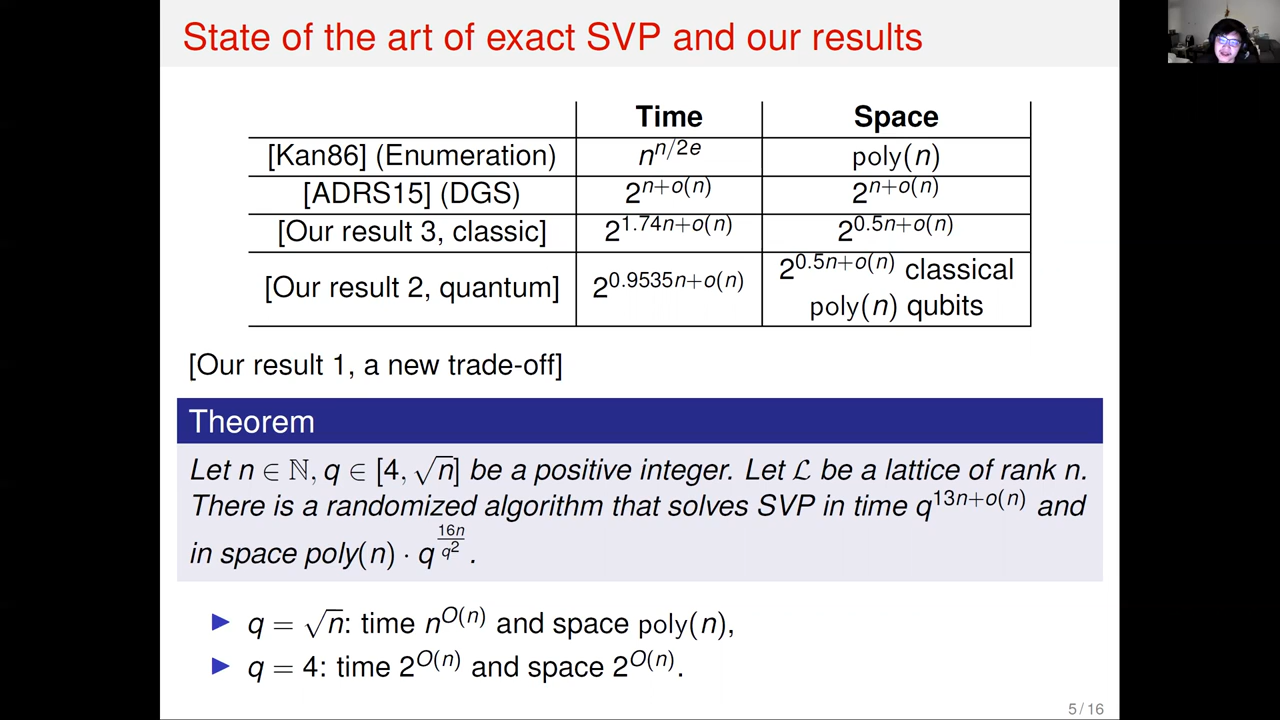 State of the art of exact SVP and our results
Time Space
[Kan86] (Enumeration) n^{n/2e} poly(n)
[ADRS15] (DGS) 2^{n+o(n)} 2^{n+o(n)}
[Our result 3, classic] 2^{1.74n+o(n)} 2^{0.5n+o(n)}
[Our result 2, quantum] 2^{0.9535n+o(n)} 2^{0.5n+o(n)} classical
poly(n) qubits
[Our result 1, a new trade-off]
Theorem
Let n ∈ ℕ, q ∈ [4, √n] be a positive integer. Let ℒ be a lattice of rank n.
There is a randomized algorithm that solves SVP in time q^{13n+o(n)} and
in space poly(n) · q^{16n/q^2}.
▶ q = √n: time n^{O(n)} and space poly(n),
▶ q = 4: time 2^{O(n)} and space 2^{O(n)}.
5 / 16